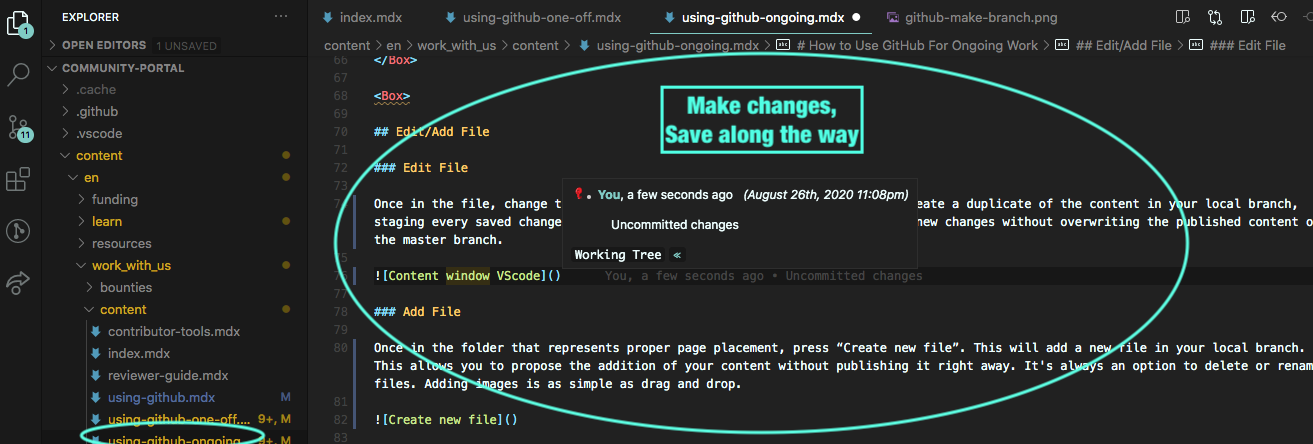 EXPLORER
index.mdx
using-github-one-off.mdx
using-github-ongoing.mdx
github-make-branch.png
OPEN EDITORS 1 UNSAVED
content > en > work_with_us > content > using-github-ongoing.mdx > # How to Use GitHub For Ongoing Work > ## Edit/Add File > ### Edit File
COMMUNITY-PORTAL
.cache
.github
.vscode
content
en
funding
learn
resources
work_with_us
bounties
content
contributor-tools.mdx
index.mdx
reviewer-guide.mdx
using-github.mdx M
using-github-one-off.... 9+, M
using-github-ongoing 9+, M
1
11
66 </Box>
67
68 <Box>
69
70 ## Edit/Add File
71
72 ### Edit File
73
Once in the file, change t
eate a duplicate of the content in your local branch,
staging every saved change
new changes without overwriting the published content o
the master branch.
![Content window VScode]() You, a few seconds ago • Uncommitted changes
77
78 ### Add File
79
80 Once in the folder that represents proper page placement, press “Create new file”. This will add a new file in your local branch.
This allows you to propose the addition of your content without publishing it right away. It's always an option to delete or renam
files. Adding images is as simple as drag and drop.
81
82 ![Create new file]()
83
Make changes,
Save along the way
You, a few seconds ago (August 26th, 2020 11:08pm)
Uncommitted changes
Working Tree